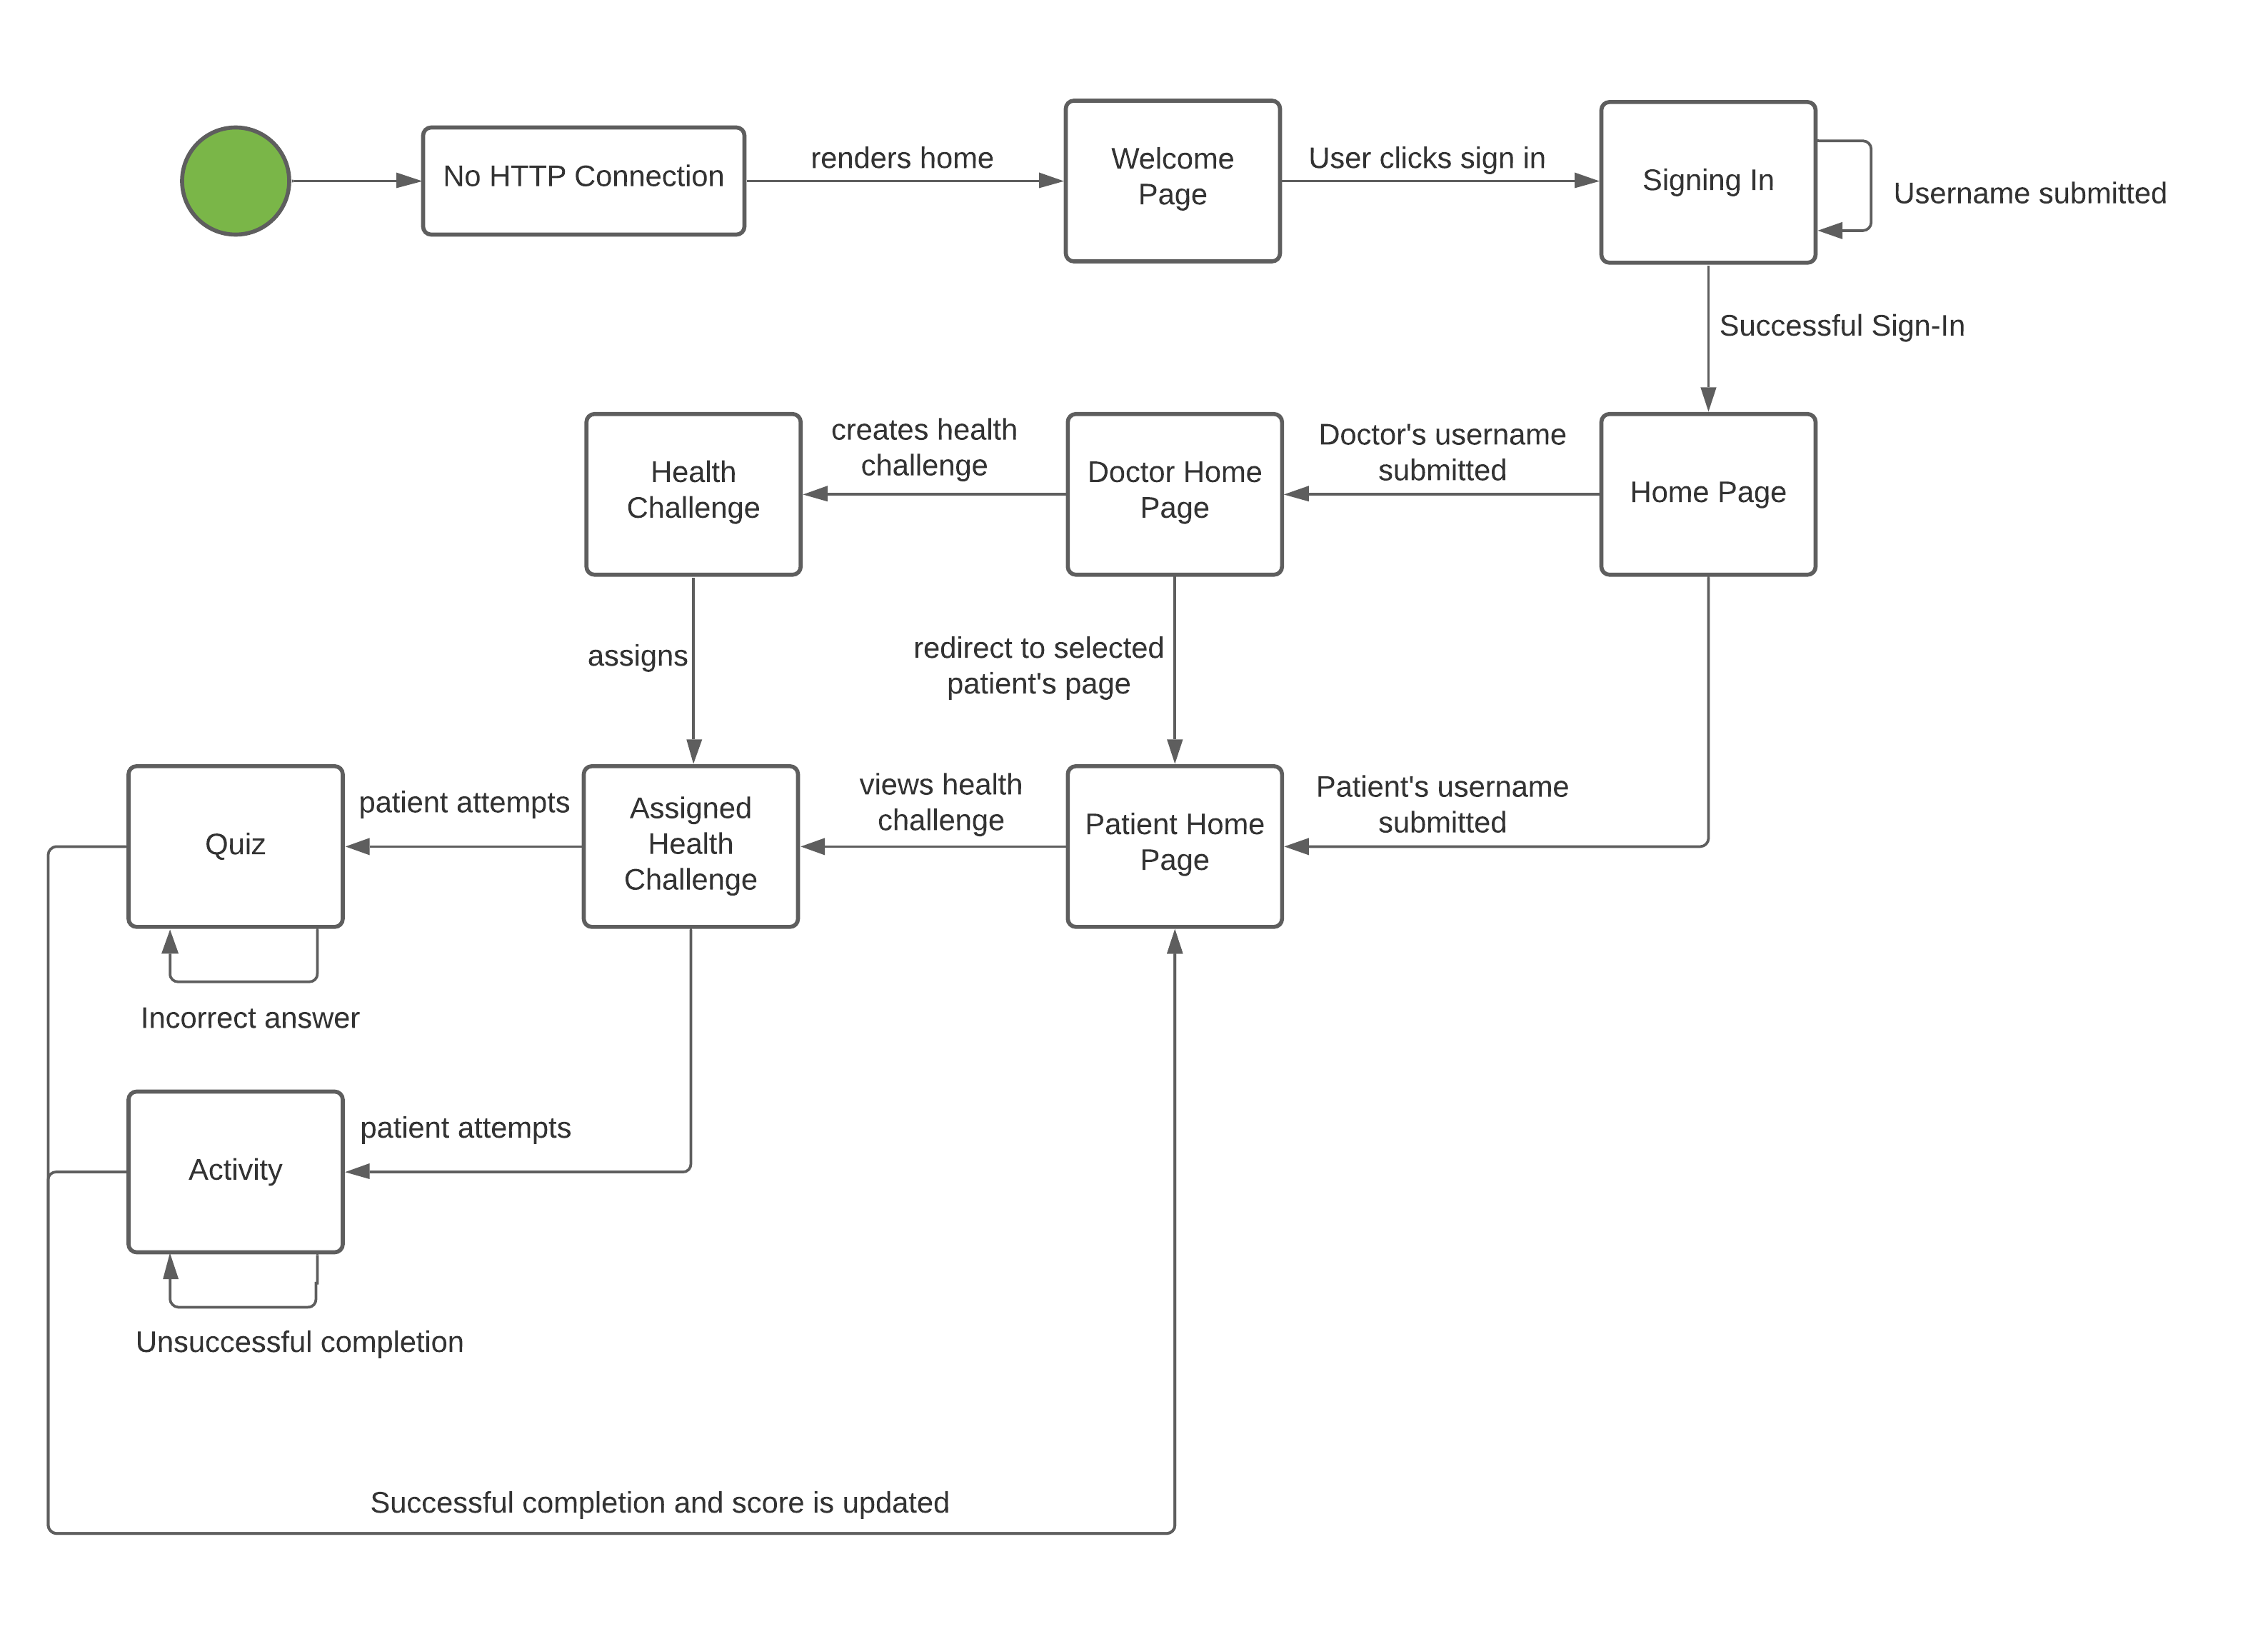 No HTTP Connection
renders home
Welcome
Page
User clicks sign in
Signing In
Username submitted
Successful Sign-In
Health
Challenge
creates health
challenge
Doctor Home
Page
Doctor's username
submitted
Home Page
assigns
redirect to selected
patient's page
Quiz
patient attempts
Assigned
Health
Challenge
views health
challenge
Patient Home
Page
Patient's username
submitted
Incorrect answer
Activity
patient attempts
Unsuccessful completion
Successful completion and score is updated